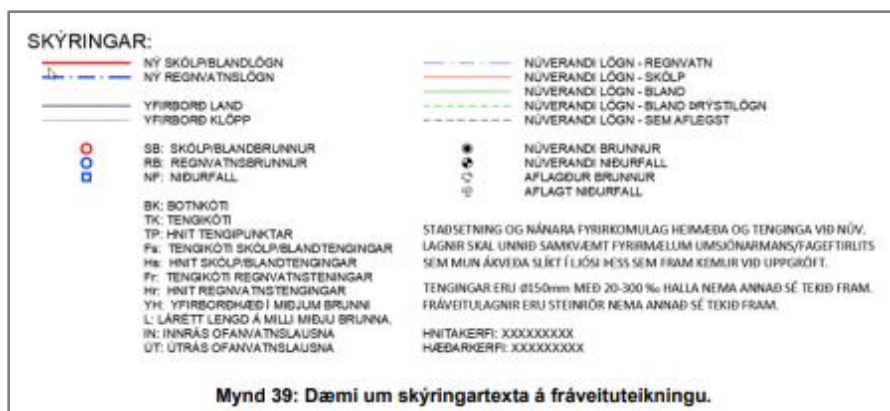 SKÝRINGAR:
NÝ SKÓLP/BLANDLÖGN
NÝ REGNVATNSLÖGN
YFIRBORÐ LAND
YFIRBORÐ KLÖPP
SB: SKÓLP/BLANDBRUNNUR
RB: REGNVATNSBRUNNUR
NF: NIÐURFALL
BK: BOTNKÓTI
TK: TENGIKÓTI
TP: HNIT TENGIPUNKTAR
Fs: TENGIKÓTI SKÓLP/BLANDTENGINGAR
Hs: HNIT SKÓLP/BLANDTENGINGAR
Fr: TENGIKÓTI REGNVATNSTENINGAR
Hr: HNIT REGNVATNSTENGINGAR
YH: YFIRBORÐHÆÐ Í MIÐJUM BRUNNI
L: LÁRÉTT LENGD Á MILLI MIÐJU BRUNNA.
IN: INNRÁS OFANVATNSLAUSNA
ÚT: ÚTRÁS OFANVATNSLAUSNA
NÚVERANDI LÖGN - REGNVATN
NÚVERANDI LÖGN - SKÓLP
NÚVERANDI LÖGN - BLAND
NÚVERANDI LÖGN - BLAND ÞRÝSTILÖGN
NÚVERANDI LÖGN - SEM AFLEGST
NÚVERANDI BRUNNUR
NÚVERANDI NIÐURFALL
AFLAGÐUR BRUNNUR
AFLAGT NIÐURFALL
STAÐSETNING OG NÁNARA FYRIRKOMULAG HEIMÆÐA OG TENGINGA VIÐ NÚV.
LAGNIR SKAL UNNIÐ SAMKVÆMT FYRIRMÆLUM UMSJÓNARMANS/FAGEFTIRLITS
SEM MUN ÁKVEÐA SLÍKT Í LJÓSI ÞESS SEM FRAM KEMUR VIÐ UPPGRÖFT.
TENGINGAR ERU Ø150mm MEÐ 20-300 ‰ HALLA NEMA ANNAÐ SÉ TEKIÐ FRAM.
FRÁVEITULAGNIR ERU STEINRÖR NEMA ANNAÐ SÉ TEKIÐ FRAM.
HNITAKERFI: XXXXXXXXX
HÆÐARKERFI: XXXXXXXXX
Mynd 39: Dæmi um skýringartexta á fráveituteikningu.